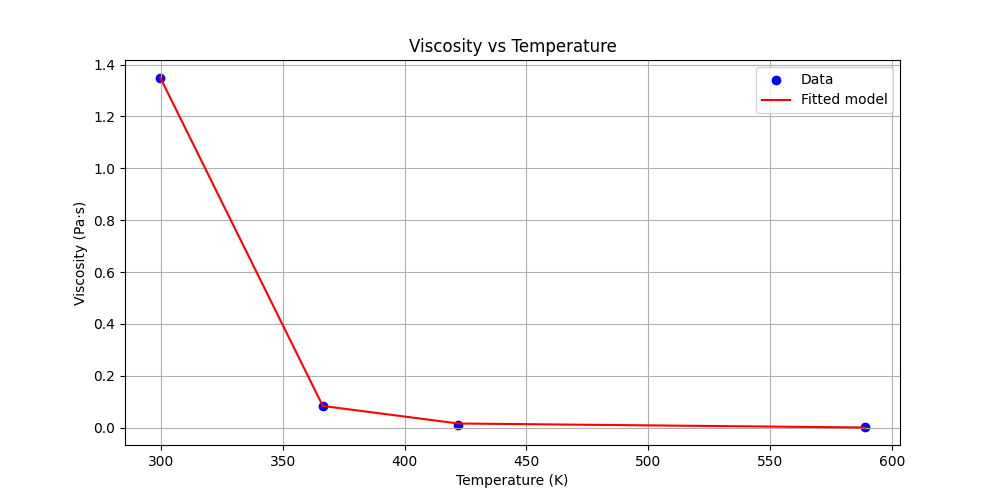 Viscosity vs Temperature
Data
Fitted model
Viscosity (Pa·s)
1.4
1.2
1.0
0.8
0.6
0.4
0.2
0.0
300 350 400 450 500 550 600
Temperature (K)